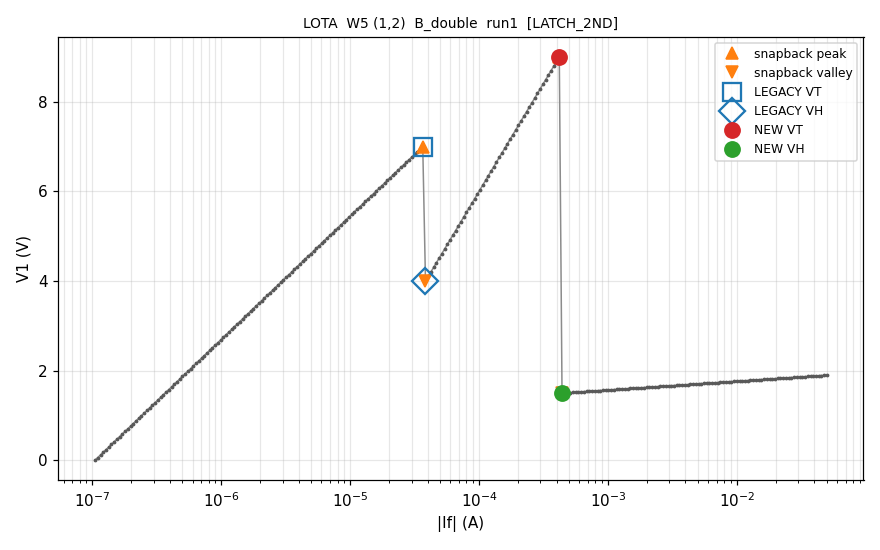 LOTA  W5 (1,2)  B_double  run1  [LATCH_2ND]
snapback peak
snapback valley
LEGACY VT
LEGACY VH
NEW VT
NEW VH
V1 (V)
8
6
4
2
0
10⁻⁷
10⁻⁶
10⁻⁵
10⁻⁴
10⁻³
10⁻²
|If| (A)